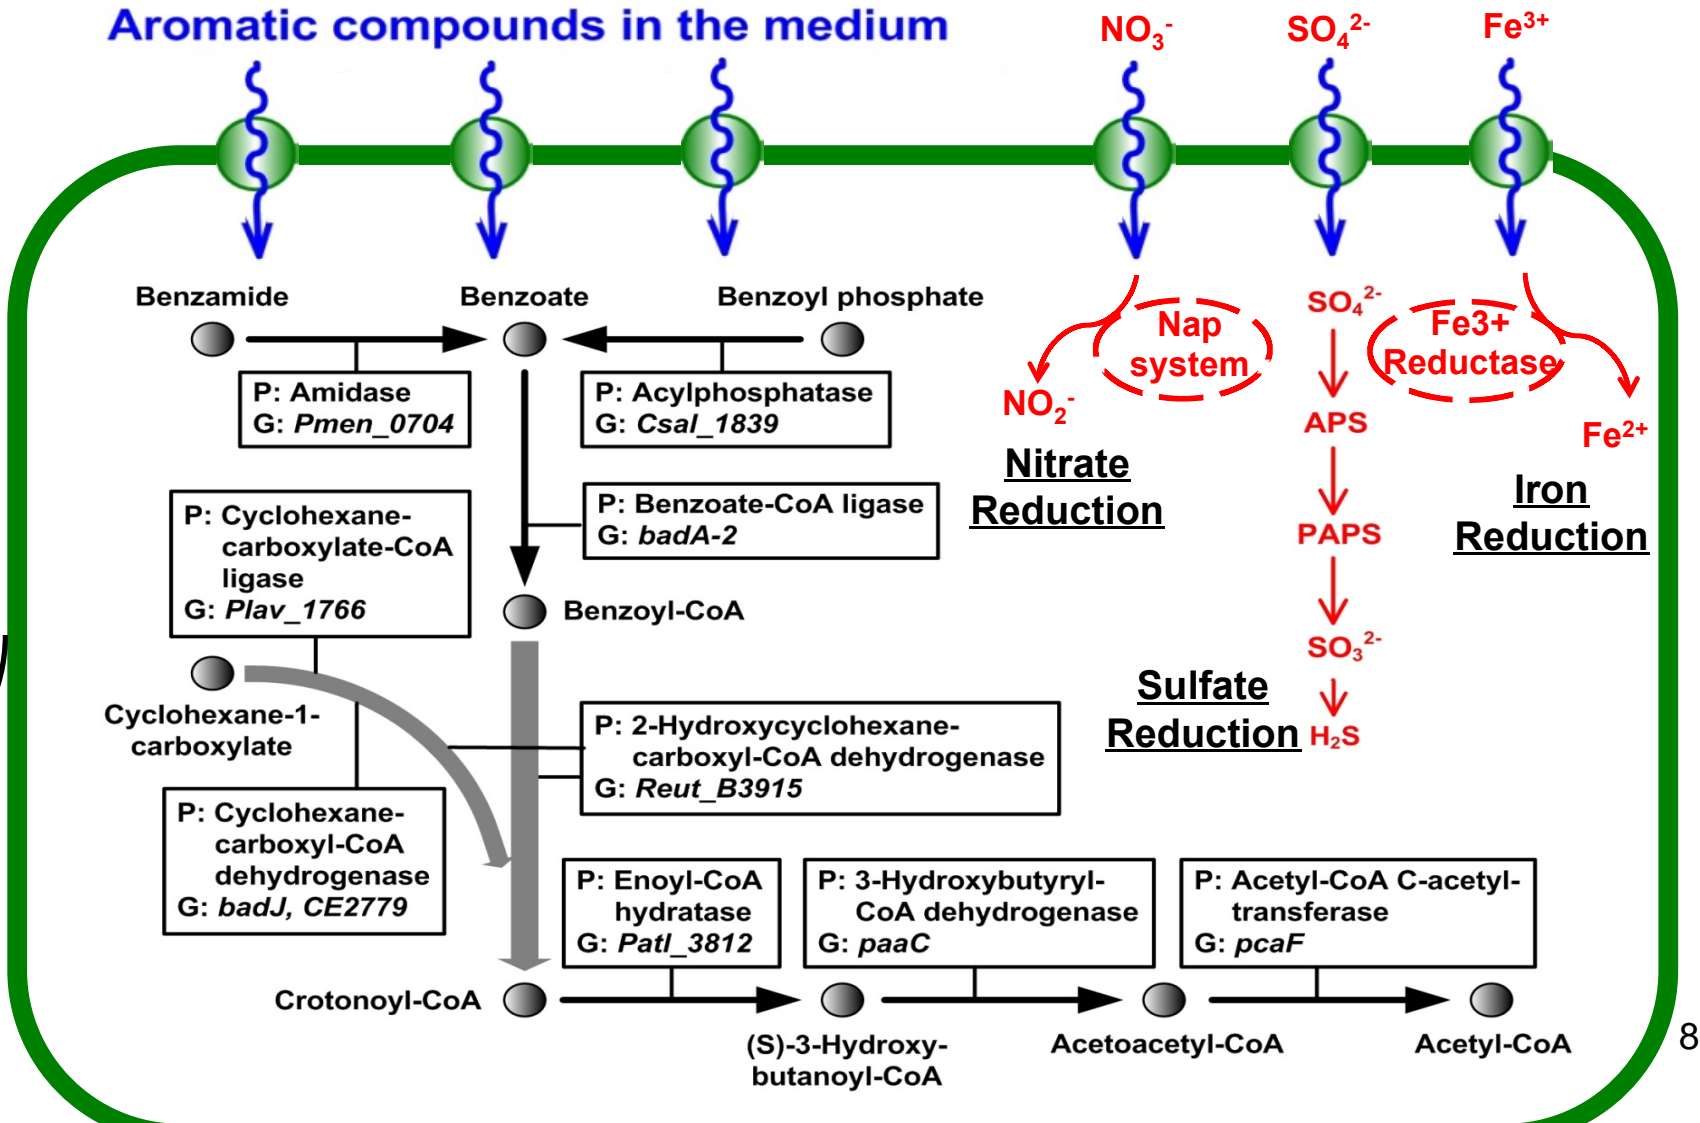 Aromatic compounds in the medium
NO₃⁻
SO₄²⁻
Fe³⁺
Benzamide
Benzoate
Benzoyl phosphate
P: Amidase
G: Pmen_0704
P: Acylphosphatase
G: Csal_1839
P: Benzoate-CoA ligase
G: badA-2
P: Cyclohexane-
carboxylate-CoA
ligase
G: Plav_1766
Benzoyl-CoA
Cyclohexane-1-
carboxylate
P: 2-Hydroxycyclohexane-
carboxyl-CoA dehydrogenase
G: Reut_B3915
P: Cyclohexane-
carboxyl-CoA
dehydrogenase
G: badJ, CE2779
P: Enoyl-CoA
hydratase
G: Patl_3812
P: 3-Hydroxybutyryl-
CoA dehydrogenase
G: paaC
P: Acetyl-CoA C-acetyl-
transferase
G: pcaF
Crotonoyl-CoA
(S)-3-Hydroxy-
butanoyl-CoA
Acetoacetyl-CoA
Acetyl-CoA
Nap
system
NO₂⁻
Nitrate
Reduction
SO₄²⁻
APS
PAPS
SO₃²⁻
H₂S
Sulfate
Reduction
Fe3+
Reductase
Fe²⁺
Iron
Reduction
8